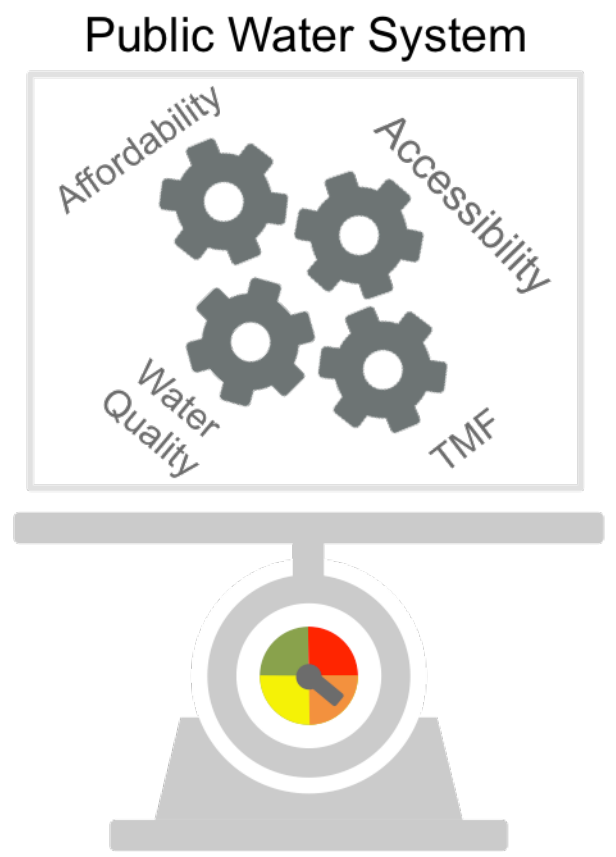 Public Water System
Affordability
Accessibility
Water
Quality
TMF